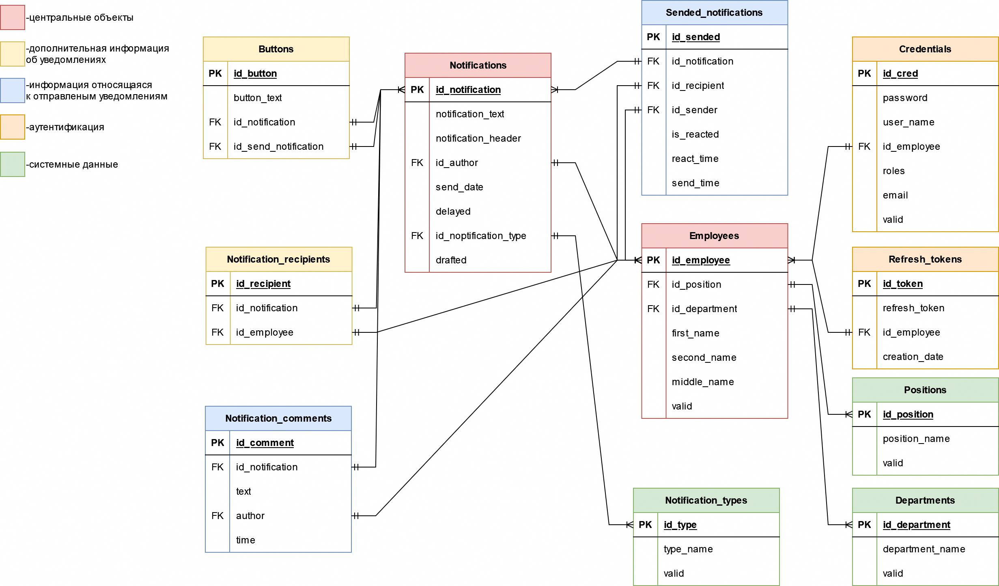 -центральные объекты
-дополнительная информация
об уведомлениях
-информация относящаяся
к отправленым уведомлениям
-аутентификация
-системные данные
Buttons
PK id_button
button_text
FK id_notification
FK id_send_notification
Notification_recipients
PK id_recipient
FK id_notification
FK id_employee
Notification_comments
PK id_comment
FK id_notification
text
FK author
time
Notifications
PK id_notification
notification_text
notification_header
FK id_author
send_date
delayed
FK id_noptification_type
drafted
Sended_notifications
PK id_sended
FK id_notification
FK id_recipient
FK id_sender
is_reacted
react_time
send_time
Employees
PK id_employee
FK id_position
FK id_department
first_name
second_name
middle_name
valid
Notification_types
PK id_type
type_name
valid
Credentials
PK id_cred
password
user_name
FK id_employee
roles
email
valid
Refresh_tokens
PK id_token
refresh_token
FK id_employee
creation_date
Positions
PK id_position
position_name
valid
Departments
PK id_department
department_name
valid